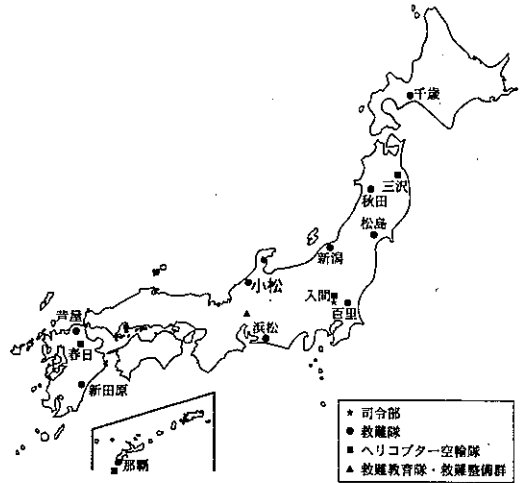 千歳
三沢
秋田
松島
新潟
小松
入間
百里
芦屋
浜松
春日
新田原
那覇
★ 司令部
● 救難隊
■ ヘリコプター空輸隊
▲ 救難教育隊・救難整備群